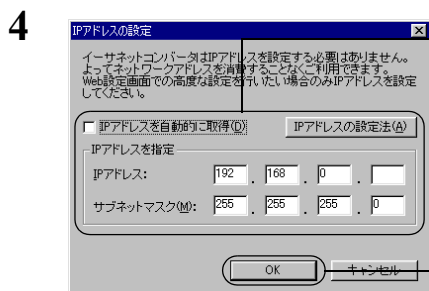 4
IPアドレスの設定
イーサネットコンバータはIPアドレスを設定する必要はありません。
よってネットワークアドレスを消費することなくご利用できます。
Web設定画面での高度な設定を行いたい場合のみIPアドレスを設定
してください。
IPアドレスを自動的に取得(D)
IPアドレスの設定法(A)
IPアドレスを指定
IPアドレス: 192 . 168 . 0 .
サブネットマスク(M): 255 . 255 . 255 . 0
OK
キャンセル